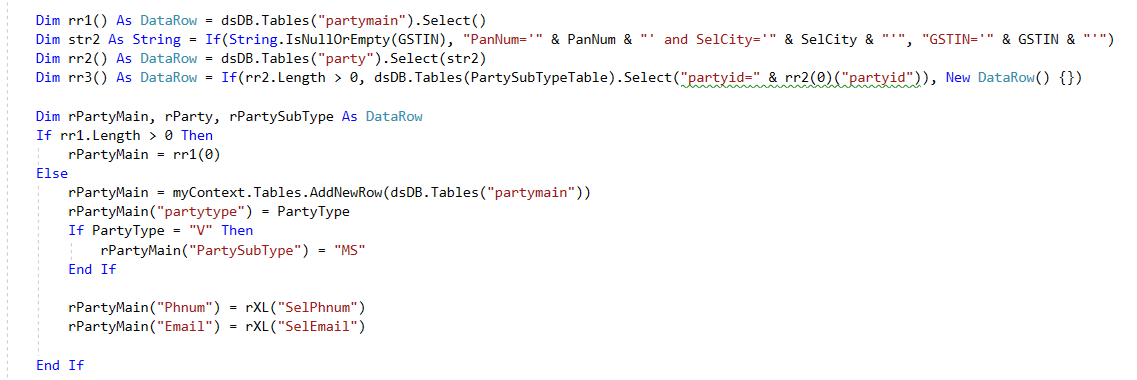 Dim rr1() As DataRow = dsDB.Tables("partymain").Select()
Dim str2 As String = If(String.IsNullOrEmpty(GSTIN), "PanNum='" & PanNum & "' and SelCity='" & SelCity & "'", "GSTIN='" & GSTIN & "'")
Dim rr2() As DataRow = dsDB.Tables("party").Select(str2)
Dim rr3() As DataRow = If(rr2.Length > 0, dsDB.Tables(PartySubTypeTable).Select("partyid=" & rr2(0)("partyid")), New DataRow() {})
Dim rPartyMain, rParty, rPartySubType As DataRow
If rr1.Length > 0 Then
rPartyMain = rr1(0)
Else
rPartyMain = myContext.Tables.AddNewRow(dsDB.Tables("partymain"))
rPartyMain("partytype") = PartyType
If PartyType = "V" Then
rPartyMain("PartySubType") = "MS"
End If
rPartyMain("Phnum") = rXL("SelPhnum")
rPartyMain("Email") = rXL("SelEmail")
End If